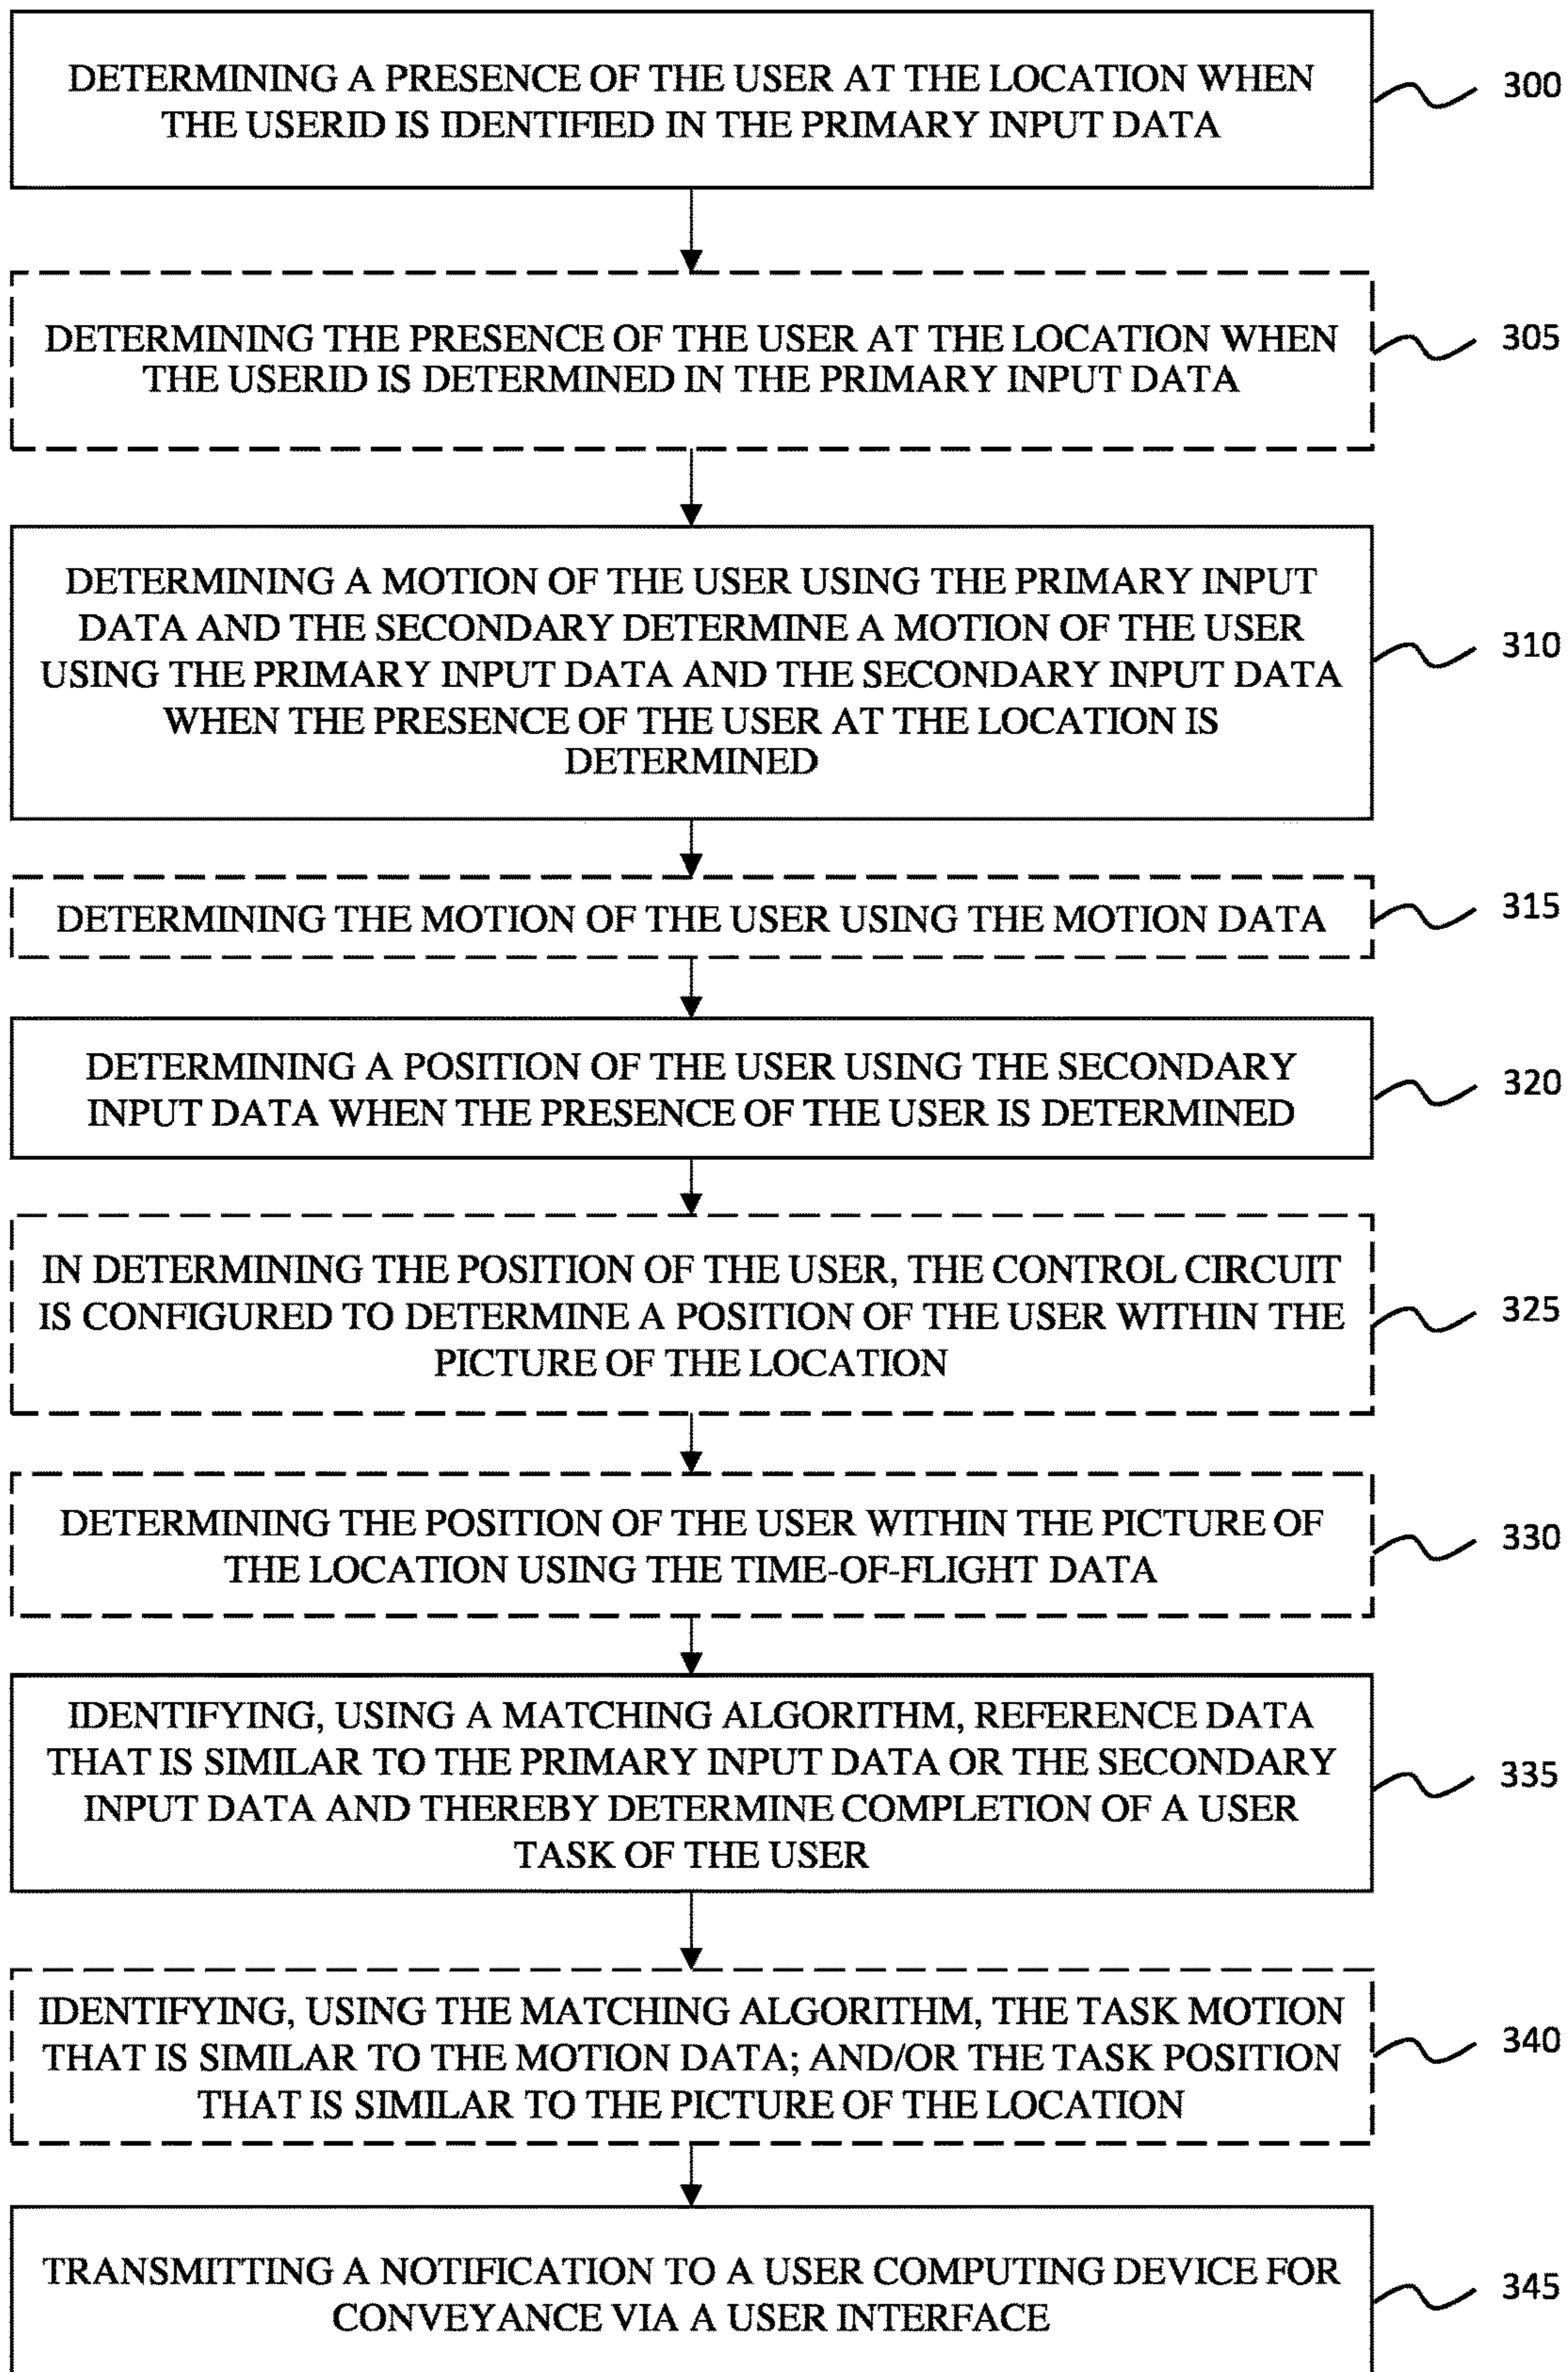 DETERMINING A PRESENCE OF THE USER AT THE LOCATION WHEN
THE USERID IS IDENTIFIED IN THE PRIMARY INPUT DATA
300
DETERMINING THE PRESENCE OF THE USER AT THE LOCATION WHEN
THE USERID IS DETERMINED IN THE PRIMARY INPUT DATA
305
DETERMINING A MOTION OF THE USER USING THE PRIMARY INPUT
DATA AND THE SECONDARY DETERMINE A MOTION OF THE USER
USING THE PRIMARY INPUT DATA AND THE SECONDARY INPUT DATA
WHEN THE PRESENCE OF THE USER AT THE LOCATION IS
DETERMINED
310
DETERMINING THE MOTION OF THE USER USING THE MOTION DATA
315
DETERMINING A POSITION OF THE USER USING THE SECONDARY
INPUT DATA WHEN THE PRESENCE OF THE USER IS DETERMINED
320
IN DETERMINING THE POSITION OF THE USER, THE CONTROL CIRCUIT
IS CONFIGURED TO DETERMINE A POSITION OF THE USER WITHIN THE
PICTURE OF THE LOCATION
325
DETERMINING THE POSITION OF THE USER WITHIN THE PICTURE OF
THE LOCATION USING THE TIME-OF-FLIGHT DATA
330
IDENTIFYING, USING A MATCHING ALGORITHM, REFERENCE DATA
THAT IS SIMILAR TO THE PRIMARY INPUT DATA OR THE SECONDARY
INPUT DATA AND THEREBY DETERMINE COMPLETION OF A USER
TASK OF THE USER
335
IDENTIFYING, USING THE MATCHING ALGORITHM, THE TASK MOTION
THAT IS SIMILAR TO THE MOTION DATA; AND/OR THE TASK POSITION
THAT IS SIMILAR TO THE PICTURE OF THE LOCATION
340
TRANSMITTING A NOTIFICATION TO A USER COMPUTING DEVICE FOR
CONVEYANCE VIA A USER INTERFACE
345